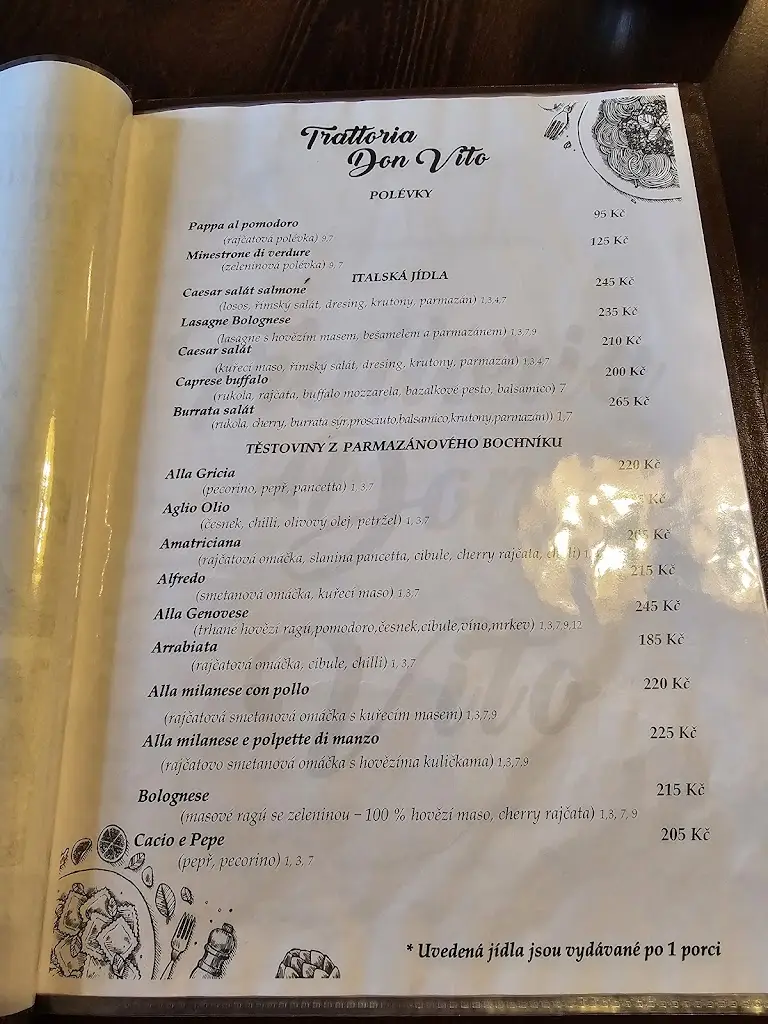 Trattoria
Don Vito
POLÉVKY
Pappa al pomodoro 95 Kč
(rajčatová polévka) 9,7
Minestrone di verdure 125 Kč
(zeleninová polévka) 9, 7
ITALSKÁ JÍDLA
Caesar salát salmone 245 Kč
(losos, římský salát, dresing, krutony, parmazán) 1,3,4,7
Lasagne Bolognese 235 Kč
(lasagne s hovězím masem, bešamelem a parmazánem) 1,3,7,9
Caesar salát 210 Kč
(kuřecí maso, římský salát, dresing, krutony, parmazán) 1,3,4,7
Caprese buffalo 200 Kč
(rukola, rajčata, buffalo mozzarela, bazalkové pesto, balsamico) 7
Burrata salát 265 Kč
(rukola, cherry, burrata sýr,prosciuto,balsamico,krutony,parmazán)) 1,7
TĚSTOVINY Z PARMAZÁNOVÉHO BOCHNÍKU
Alla Gricia 220 Kč
(pecorino, pepř, pancetta) 1, 3,7
Aglio Olio Kč
(česnek, chilli, olivový olej, petržel) 1, 3,7
Amatriciana Kč
(rajčatová omáčka, slanina pancetta, cibule, cherry rajčata,
Alfredo 215 Kč
(smetanová omáčka, kuřecí maso) 1,3,7
Alla Genovese 245 Kč
(trhané hovězí ragú,pomodoro,česnek,cibule,víno,mrkev) 1,3,7,9,12
Arrabiata 185 Kč
(rajčatová omáčka, cibule, chilli) 1, 3,7
Alla milanese con pollo 220 Kč
(rajčatová smetanová omáčka s kuřecím masem) 1,3,7,9
Alla milanese e polpette di manzo 225 Kč
(rajčatovo smetanová omáčka s hovězíma kuličkama) 1,3,7,9
Bolognese 215 Kč
(masové ragú se zeleninou – 100 % hovězí maso, cherry rajčata) 1,3, 7, 9
Cacio e Pepe 205 Kč
(pepř, pecorino) 1, 3, 7
* Uvedená jídla jsou vydávané po 1 porci